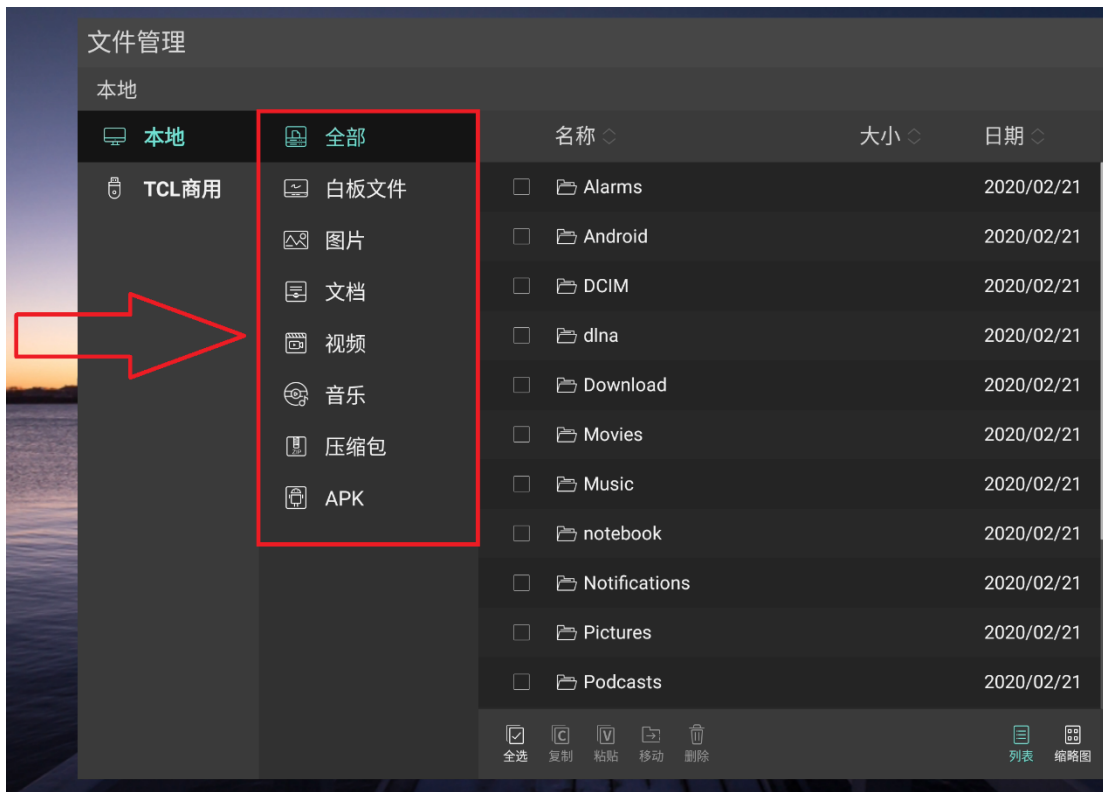 文件管理
本地
本地
TCL商用
全部
白板文件
图片
文档
视频
音乐
压缩包
APK
名称 大小 日期
Alarms 2020/02/21
Android 2020/02/21
DCIM 2020/02/21
dlna 2020/02/21
Download 2020/02/21
Movies 2020/02/21
Music 2020/02/21
notebook 2020/02/21
Notifications 2020/02/21
Pictures 2020/02/21
Podcasts 2020/02/21
全选 复制 粘贴 移动 删除 列表 缩略图